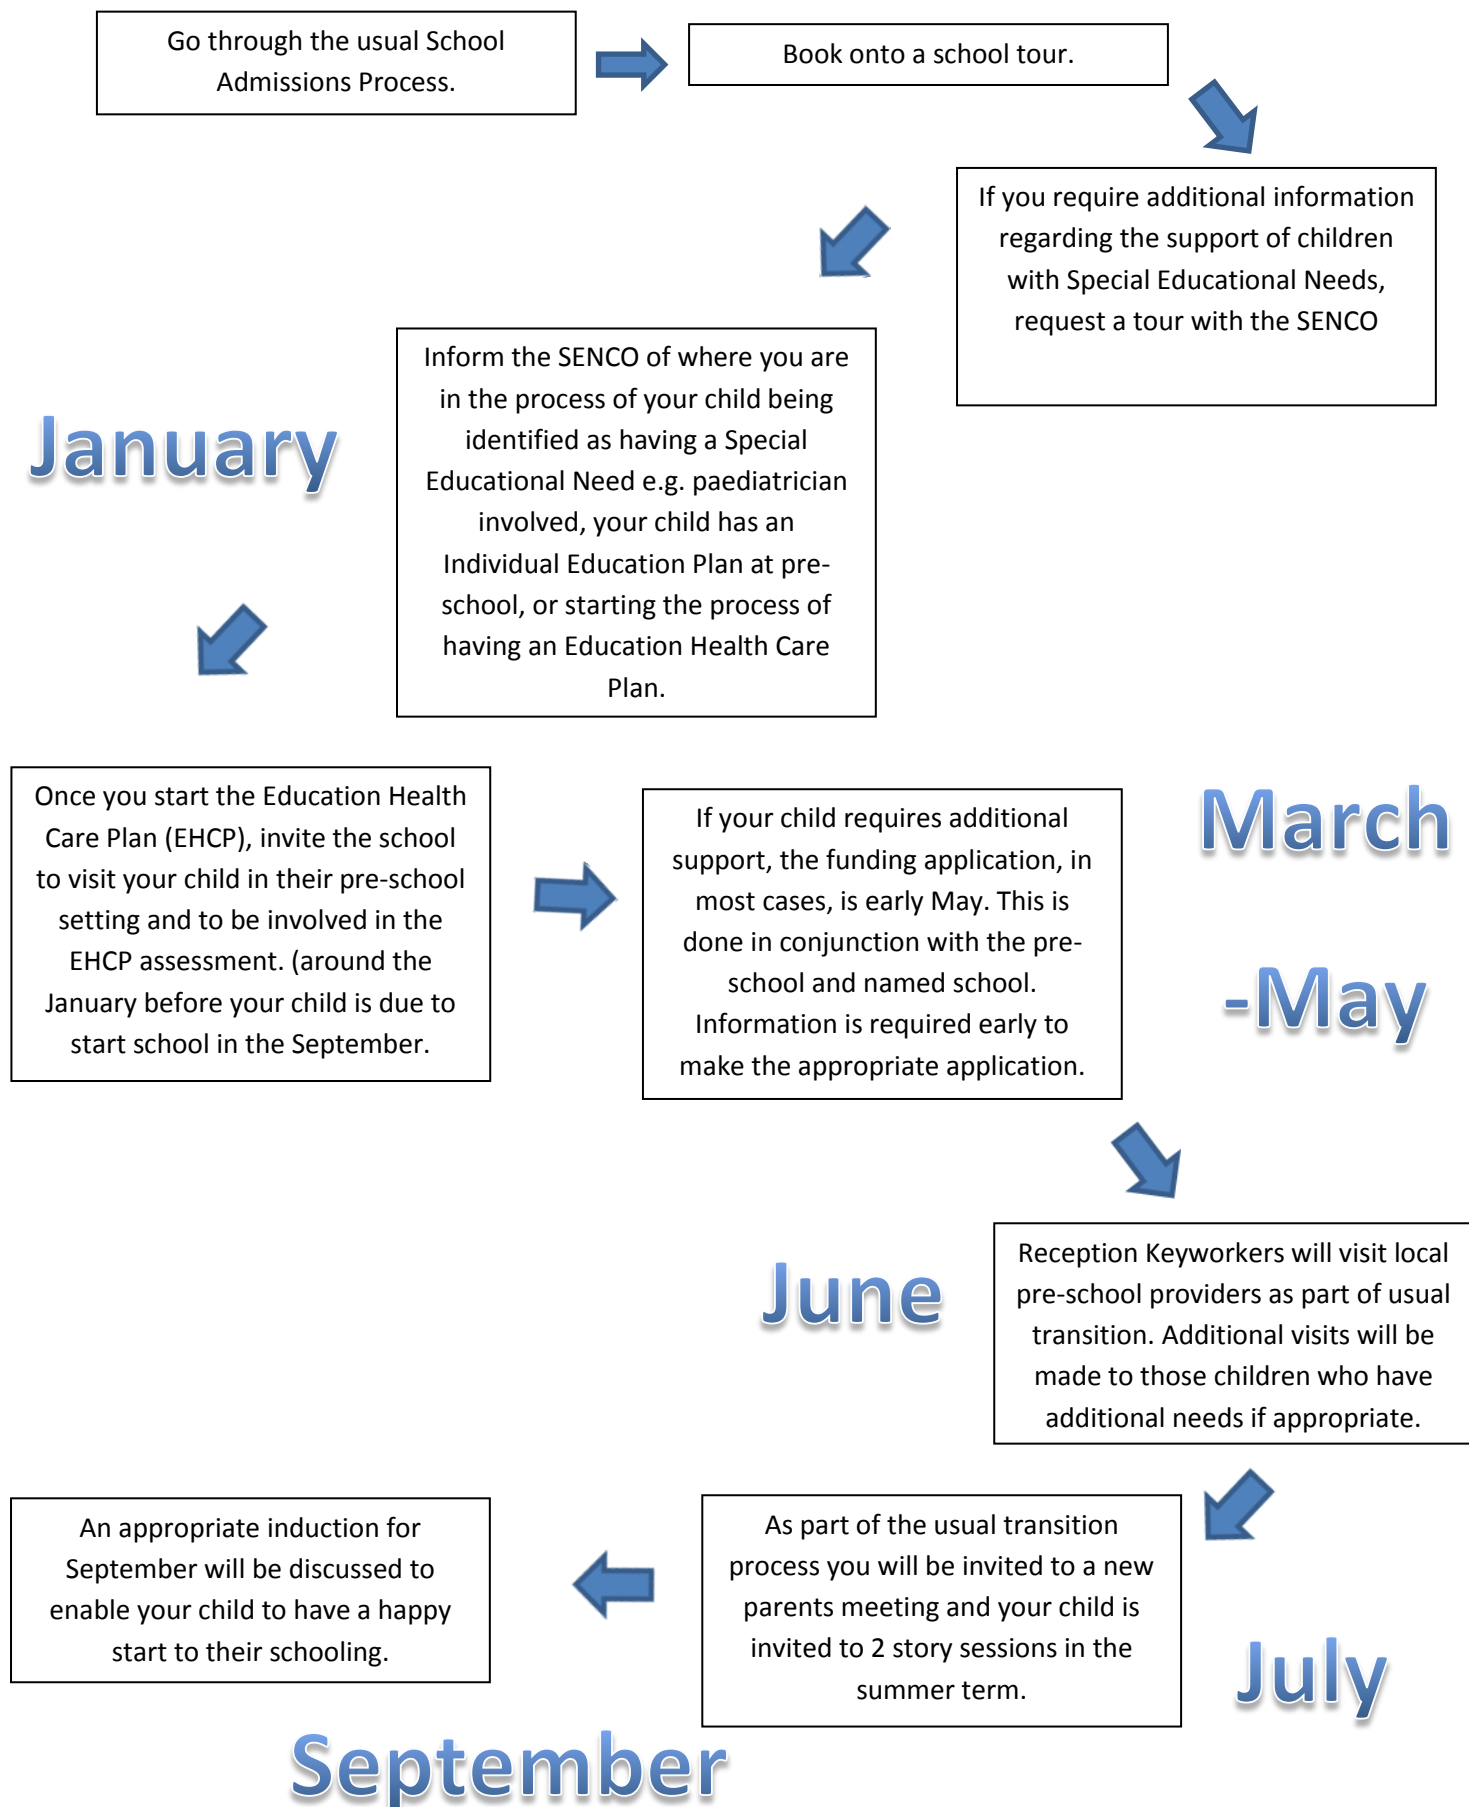 Go through the usual School
Admissions Process.
Book onto a school tour.
If you require additional information
regarding the support of children
with Special Educational Needs,
request a tour with the SENCO
January
Inform the SENCO of where you are
in the process of your child being
identified as having a Special
Educational Need e.g. paediatrician
involved, your child has an
Individual Education Plan at pre-
school, or starting the process of
having an Education Health Care
Plan.
Once you start the Education Health
Care Plan (EHCP), invite the school
to visit your child in their pre-school
setting and to be involved in the
EHCP assessment. (around the
January before your child is due to
start school in the September.
If your child requires additional
support, the funding application, in
most cases, is early May. This is
done in conjunction with the pre-
school and named school.
Information is required early to
make the appropriate application.
March
-May
June
Reception Keyworkers will visit local
pre-school providers as part of usual
transition. Additional visits will be
made to those children who have
additional needs if appropriate.
As part of the usual transition
process you will be invited to a new
parents meeting and your child is
invited to 2 story sessions in the
summer term.
July
An appropriate induction for
September will be discussed to
enable your child to have a happy
start to their schooling.
September